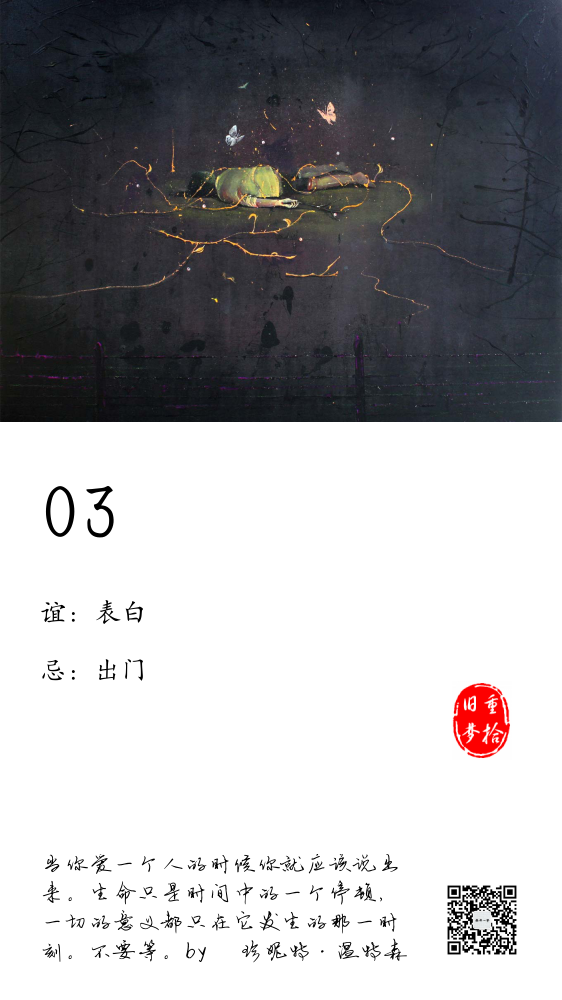 03
谊：表白
忌：出门
重拾
旧梦
当你爱一个人的时候你就应该说出
来。生命只是时间中的一个停顿，
一切的意义都只在它发生的那一时
刻。不要等。by 珍妮特·温特森